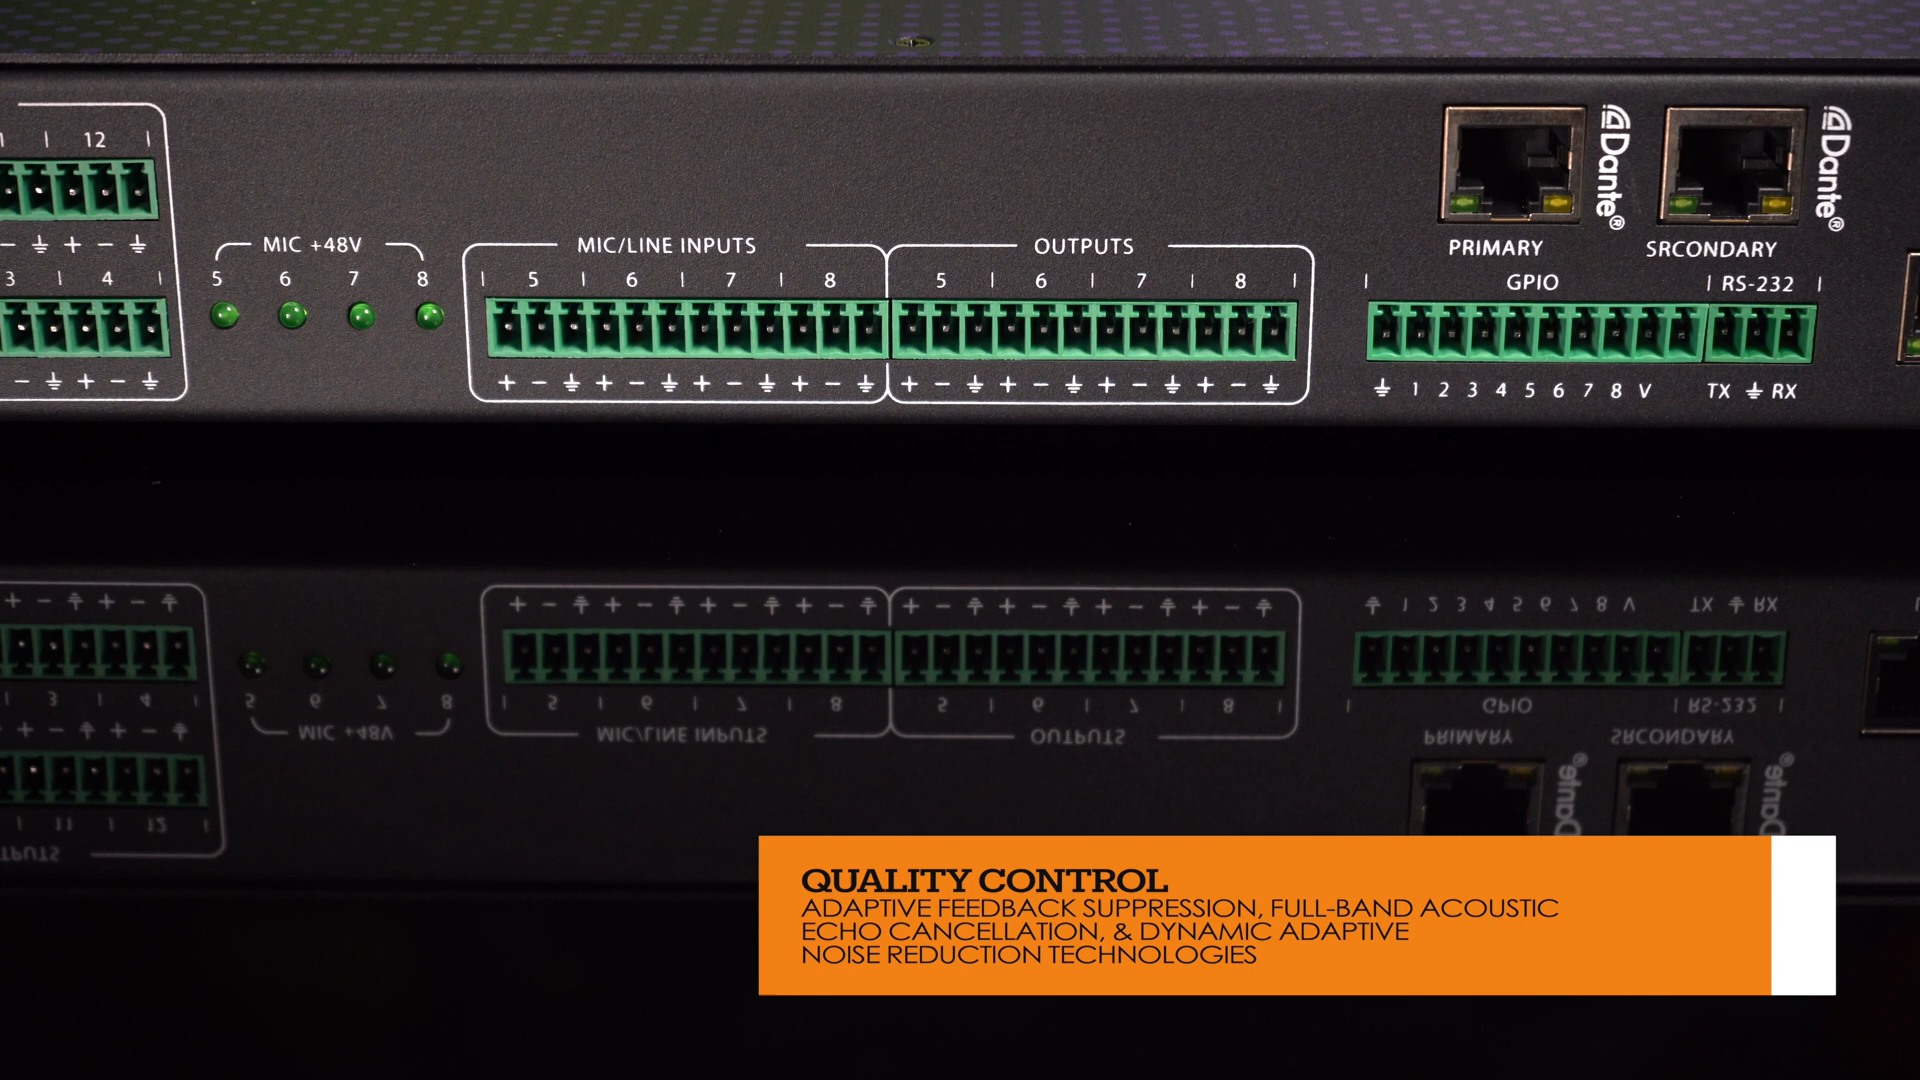 12
− ⏚ + − ⏚
3 4
− ⏚ + − ⏚
MIC +48V
5 6 7 8
MIC/LINE INPUTS
5 6 7 8
+ − ⏚ + − ⏚ + − ⏚ + − ⏚
OUTPUTS
5 6 7 8
+ − ⏚ + − ⏚ + − ⏚ + − ⏚
Dante®
Dante®
PRIMARY
SRCONDARY
GPIO
RS-232
⏚ 1 2 3 4 5 6 7 8 V
TX ⏚ RX
QUALITY CONTROL
ADAPTIVE FEEDBACK SUPPRESSION, FULL-BAND ACOUSTIC
ECHO CANCELLATION, & DYNAMIC ADAPTIVE
NOISE REDUCTION TECHNOLOGIES